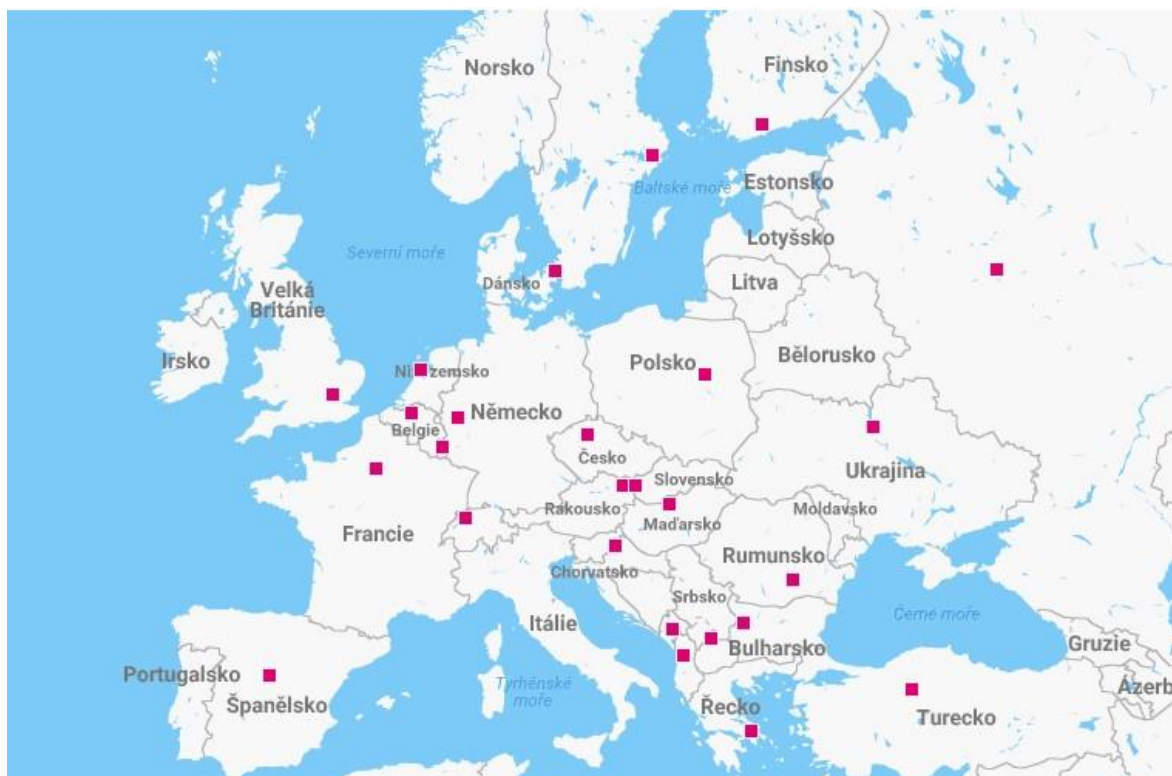 Norsko
Finsko
Baltské moře
Estonsko
Severní moře
Lotyšsko
Dánsko
Litva
Velká
Británie
Irsko
Polsko
Bělorusko
Německo
Belgie
Česko
Ukrajina
Slovensko
Rakousko
Moldavsko
Maďarsko
Francie
Rumunsko
Chorvatsko
Srbsko
Černé moře
Itálie
Bulharsko
Gruzie
Portugalsko
Tyrhénské
moře
Ázerb
Španělsko
Řecko
Turecko